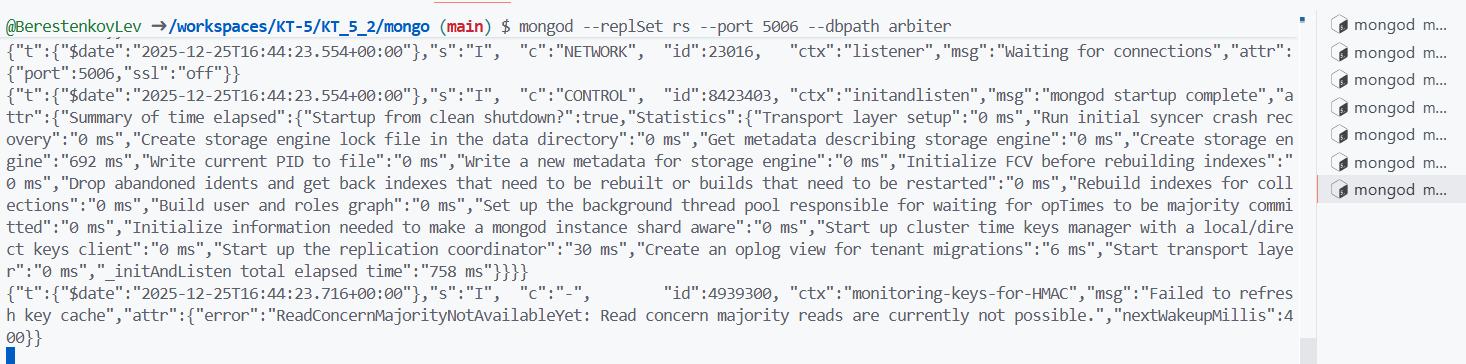 @BerestenkovLev ➜/workspaces/KT-5/KT_5_2/mongo (main) $ mongod --replSet rs --port 5006 --dbpath arbiter
{"t":{"$date":"2025-12-25T16:44:23.554+00:00"},"s":"I", "c":"NETWORK", "id":23016, "ctx":"listener","msg":"Waiting for connections","attr":
{"port":5006,"ssl":"off"}}
{"t":{"$date":"2025-12-25T16:44:23.554+00:00"},"s":"I", "c":"CONTROL", "id":8423403, "ctx":"initandlisten","msg":"mongod startup complete","a
ttr":{"Summary of time elapsed":{"Startup from clean shutdown?":true,"Statistics":{"Transport layer setup":"0 ms","Run initial syncer crash rec
overy":"0 ms","Create storage engine lock file in the data directory":"0 ms","Get metadata describing storage engine":"0 ms","Create storage en
gine":"692 ms","Write current PID to file":"0 ms","Write a new metadata for storage engine":"0 ms","Initialize FCV before rebuilding indexes":"
0 ms","Drop abandoned idents and get back indexes that need to be rebuilt or builds that need to be restarted":"0 ms","Rebuild indexes for coll
ections":"0 ms","Build user and roles graph":"0 ms","Set up the background thread pool responsible for waiting for opTimes to be majority commi
tted":"0 ms","Initialize information needed to make a mongod instance shard aware":"0 ms","Start up cluster time keys manager with a local/dire
ct keys client":"0 ms","Start up the replication coordinator":"30 ms","Create an oplog view for tenant migrations":"6 ms","Start transport laye
r":"0 ms","_initAndListen total elapsed time":"758 ms"}}}}
{"t":{"$date":"2025-12-25T16:44:23.716+00:00"},"s":"I", "c":"-", "id":4939300, "ctx":"monitoring-keys-for-HMAC","msg":"Failed to refres
h key cache","attr":{"error":"ReadConcernMajorityNotAvailableYet: Read concern majority reads are currently not possible.","nextWakeupMillis":4
00}}
mongod m...
mongod m...
mongod m...
mongod m...
mongod m...
mongod m...
mongod m...